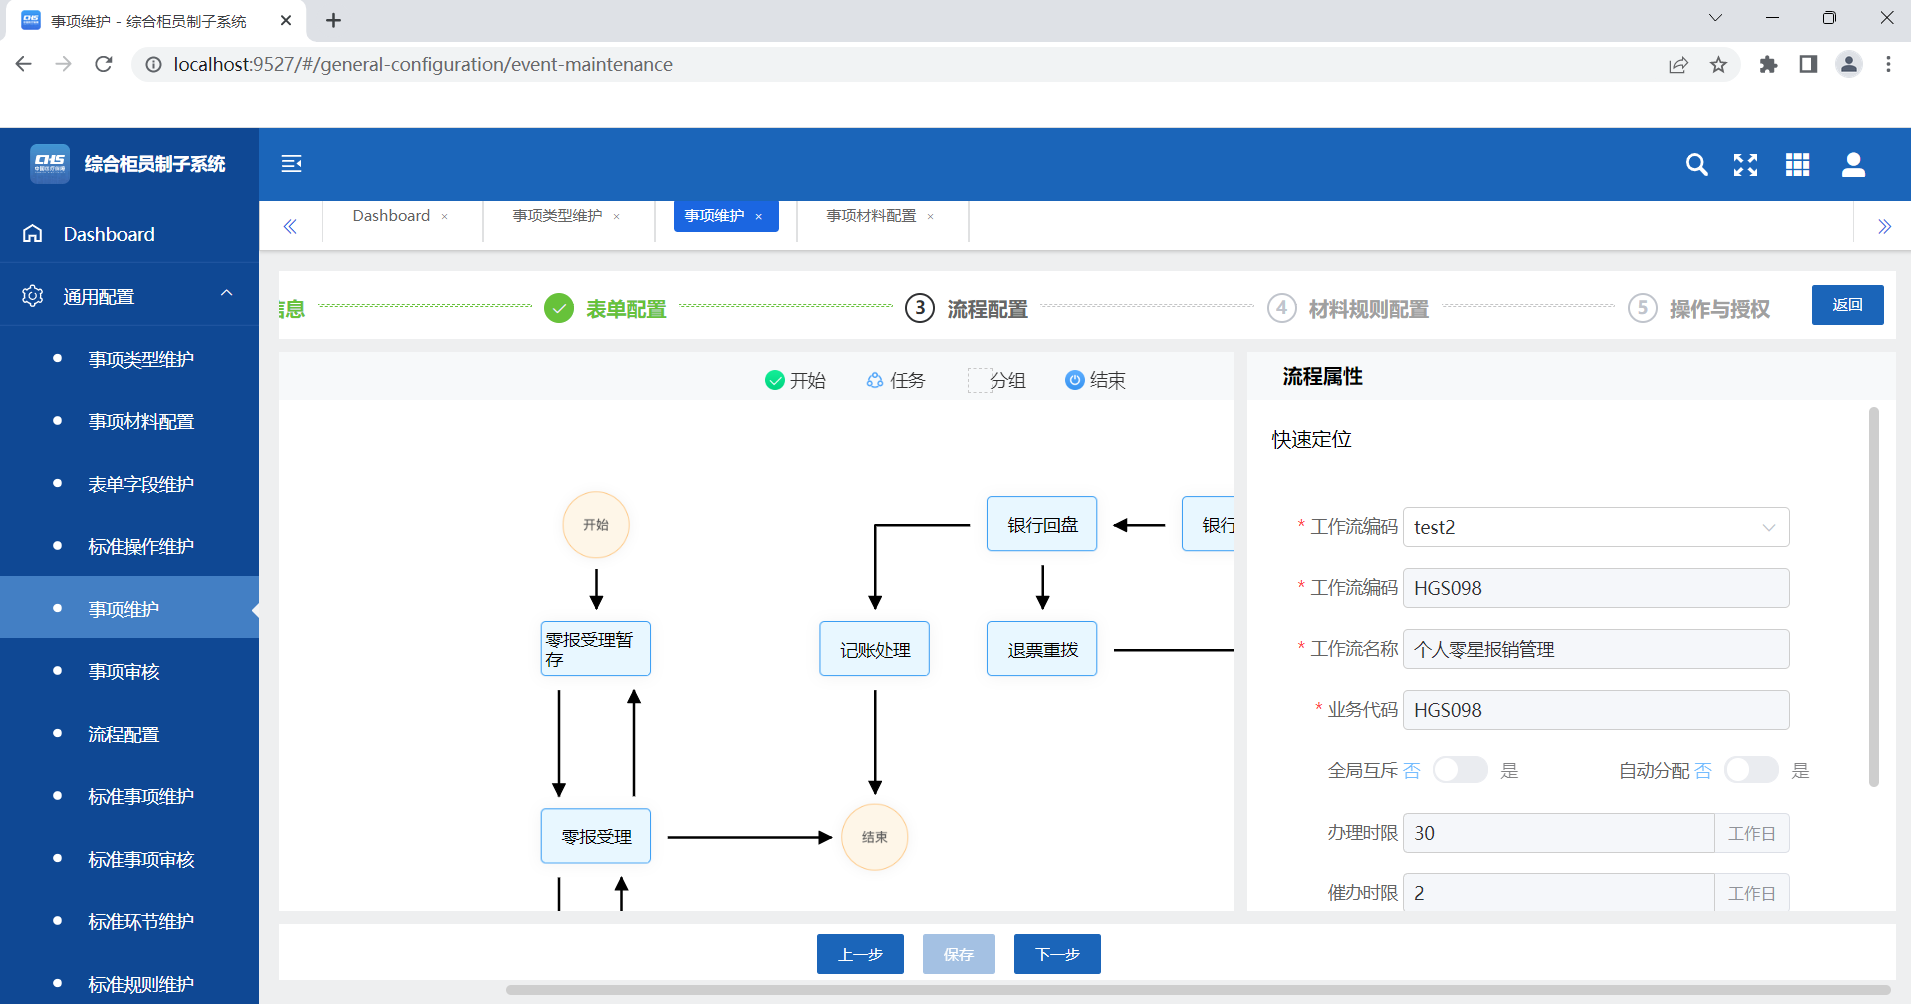 事项维护 - 综合柜员制子系统
localhost:9527/#/general-configuration/event-maintenance
CHS
综合柜员制子系统
Dashboard
通用配置
事项类型维护
事项材料配置
表单字段维护
标准操作维护
事项维护
事项审核
流程配置
标准事项维护
标准事项审核
标准环节维护
标准规则维护
Dashboard ×
事项类型维护 ×
事项维护 ×
事项材料配置 ×
信息
表单配置
3 流程配置
4 材料规则配置
5 操作与授权
返回
开始
任务
分组
结束
开始
银行回盘
银行
零报受理暂
存
记账处理
退票重拨
零报受理
结束
流程属性
快速定位
* 工作流编码 test2
* 工作流编码 HGS098
* 工作流名称 个人零星报销管理
* 业务代码 HGS098
全局互斥 否 是 自动分配 否 是
办理时限 30 工作日
催办时限 2 工作日
上一步
保存
下一步